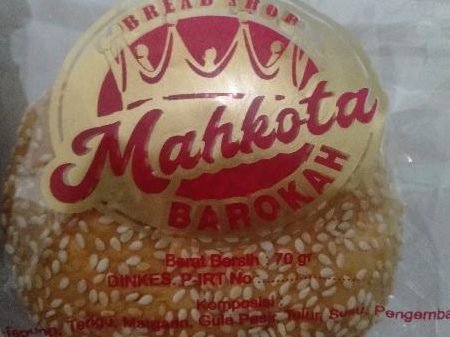 BREAD SHOP
Mahkota
BAROKAH
Berat Bersih : 70 gr
DINKES. P-IRT No ....................
Komposisi :
Tepung, Terigu, Margarin, Gula Pasir, Telur, Susu, Pengemba